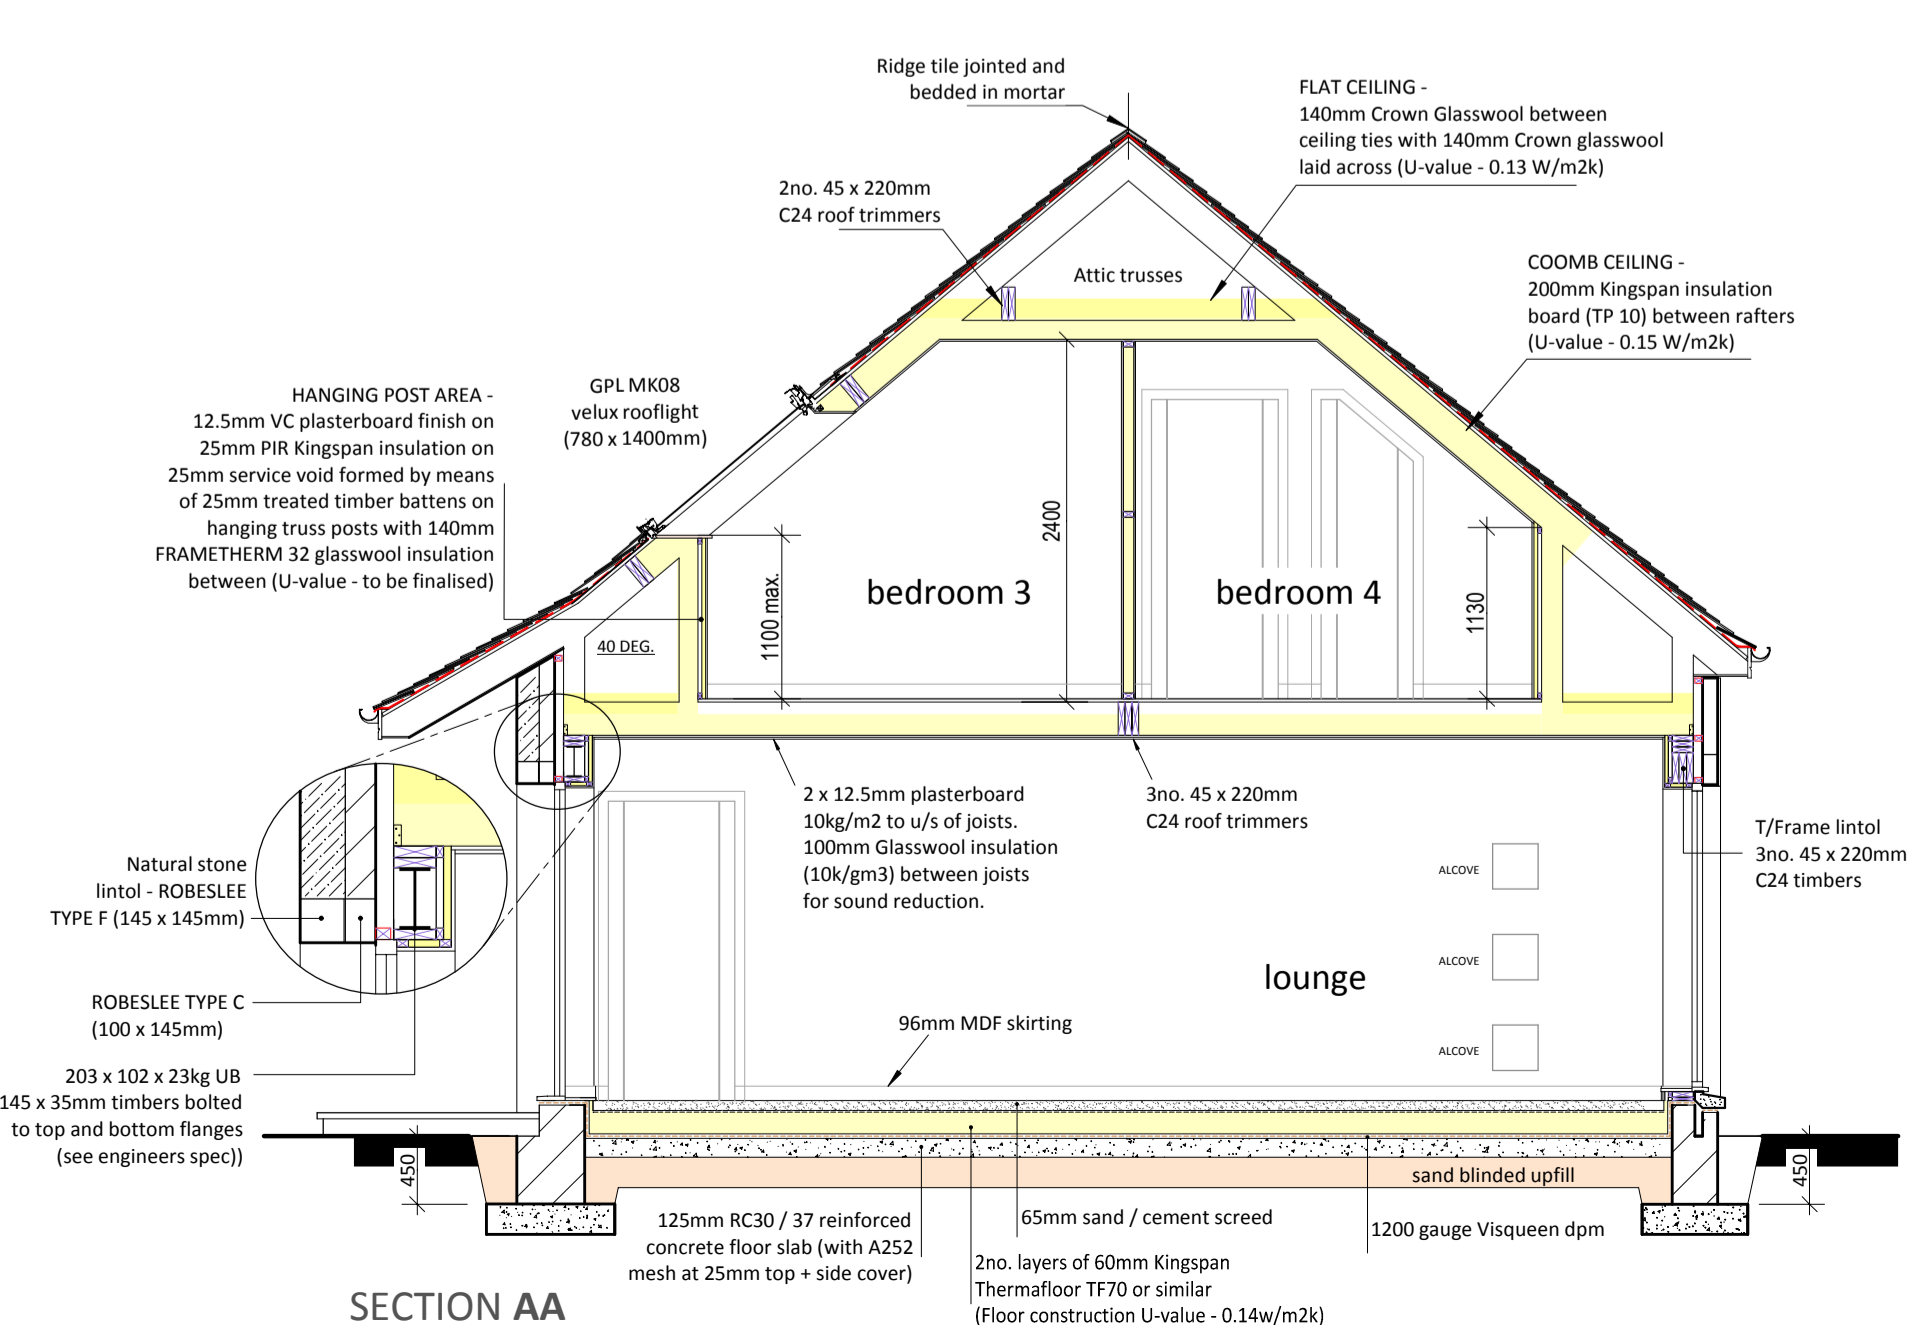 Ridge tile jointed and
bedded in mortar
FLAT CEILING -
140mm Crown Glasswool between
ceiling ties with 140mm Crown glasswool
laid across (U-value - 0.13 W/m2k)
2no. 45 x 220mm
C24 roof trimmers
Attic trusses
COOMB CEILING -
200mm Kingspan insulation
board (TP 10) between rafters
(U-value - 0.15 W/m2k)
HANGING POST AREA -
12.5mm VC plasterboard finish on
25mm PIR Kingspan insulation on
25mm service void formed by means
of 25mm treated timber battens on
hanging truss posts with 140mm
FRAMETHERM 32 glasswool insulation
between (U-value - to be finalised)
GPL MK08
velux rooflight
(780 x 1400mm)
2400
bedroom 3
bedroom 4
1100 max.
1130
40 DEG.
2 x 12.5mm plasterboard
10kg/m2 to u/s of joists.
100mm Glasswool insulation
(10k/gm3) between joists
for sound reduction.
3no. 45 x 220mm
C24 roof trimmers
T/Frame lintol
3no. 45 x 220mm
C24 timbers
Natural stone
lintol - ROBESLEE
TYPE F (145 x 145mm)
ALCOVE
ALCOVE
ALCOVE
lounge
ROBESLEE TYPE C
(100 x 145mm)
96mm MDF skirting
203 x 102 x 23kg UB
145 x 35mm timbers bolted
to top and bottom flanges
(see engineers spec))
450
450
sand blinded upfill
125mm RC30 / 37 reinforced
concrete floor slab (with A252
mesh at 25mm top + side cover)
65mm sand / cement screed
1200 gauge Visqueen dpm
2no. layers of 60mm Kingspan
Thermafloor TF70 or similar
(Floor construction U-value - 0.14w/m2k)
SECTION AA